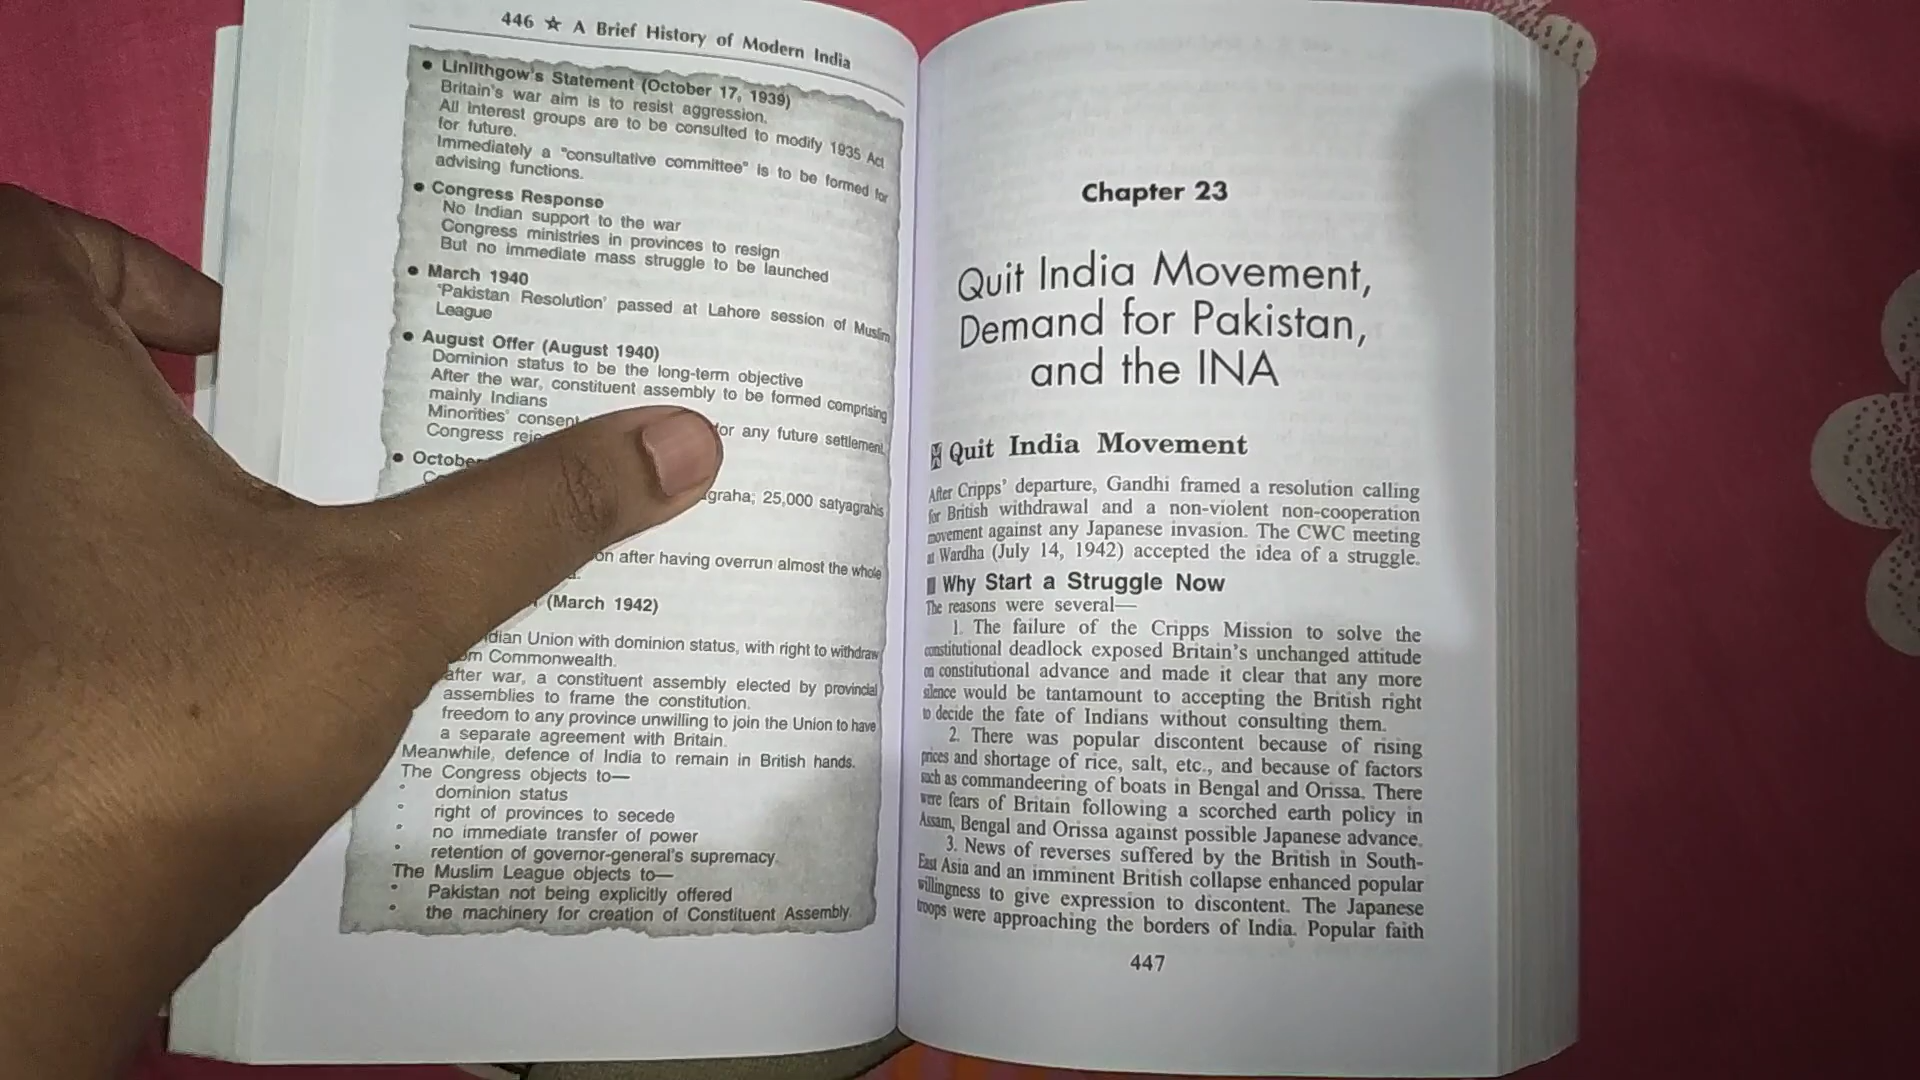 446 ☆ A Brief History of Modern India
• Linlithgow's Statement (October 17, 1939)
Britain's war aim is to resist aggression.
All interest groups are to be consulted to modify 1935 Act
for future.
Immediately a "consultative committee" is to be formed for
advising functions.
• Congress Response
No Indian support to the war
Congress ministries in provinces to resign
But no immediate mass struggle to be launched
• March 1940
'Pakistan Resolution' passed at Lahore session of Muslim
League
• August Offer (August 1940)
Dominion status to be the long-term objective
After the war, constituent assembly to be formed comprising
mainly Indians
Minorities' consent for any future settlement
Congress
• October
25,000 satyagrahis
after having overrun almost the whole
(March 1942)
Union with dominion status, with right to withdraw
Commonwealth.
after war, a constituent assembly elected by provincial
assemblies to frame the constitution.
freedom to any province unwilling to join the Union to have
a separate agreement with Britain.
Meanwhile, defence of India to remain in British hands.
The Congress objects to—
° dominion status
° right of provinces to secede
° no immediate transfer of power
° retention of governor-general's supremacy.
The Muslim League objects to—
° Pakistan not being explicitly offered
° the machinery for creation of Constituent Assembly.
Chapter 23
Quit India Movement,
Demand for Pakistan,
and the INA
Quit India Movement
After Cripps' departure, Gandhi framed a resolution calling
for British withdrawal and a non-violent non-cooperation
movement against any Japanese invasion. The CWC meeting
at Wardha (July 14, 1942) accepted the idea of a struggle.
Why Start a Struggle Now
The reasons were several—
1. The failure of the Cripps Mission to solve the
constitutional deadlock exposed Britain's unchanged attitude
on constitutional advance and made it clear that any more
silence would be tantamount to accepting the British right
to decide the fate of Indians without consulting them.
2. There was popular discontent because of rising
prices and shortage of rice, salt, etc., and because of factors
such as commandeering of boats in Bengal and Orissa. There
were fears of Britain following a scorched earth policy in
Assam, Bengal and Orissa against possible Japanese advance.
3. News of reverses suffered by the British in South-
East Asia and an imminent British collapse enhanced popular
willingness to give expression to discontent. The Japanese
troops were approaching the borders of India. Popular faith
447